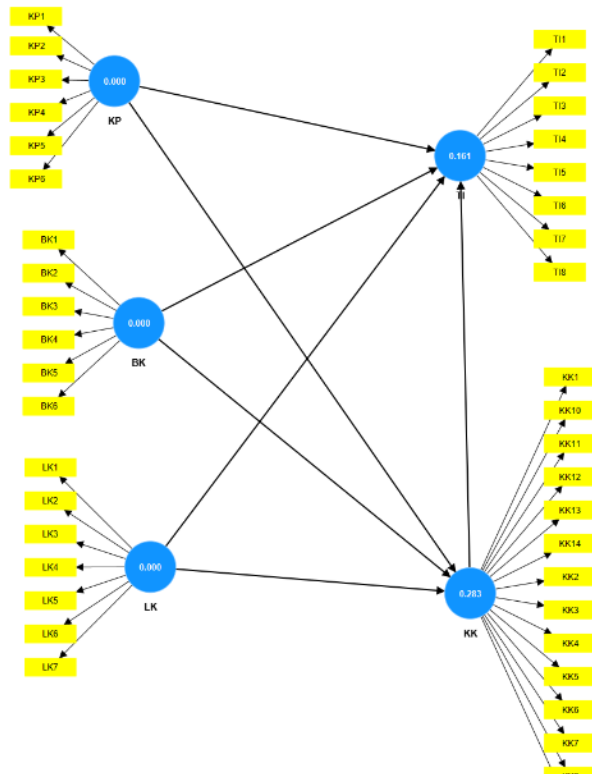 KP1
KP2
KP3
KP4
KP5
KP6
0.000
KP
TI1
TI2
TI3
TI4
TI5
TI6
TI7
TI8
0.161
TI
BK1
BK2
BK3
BK4
BK5
BK6
0.000
BK
LK1
LK2
LK3
LK4
LK5
LK6
LK7
0.000
LK
KK1
KK10
KK11
KK12
KK13
KK14
KK2
KK3
KK4
KK5
KK6
KK7
0.283
KK